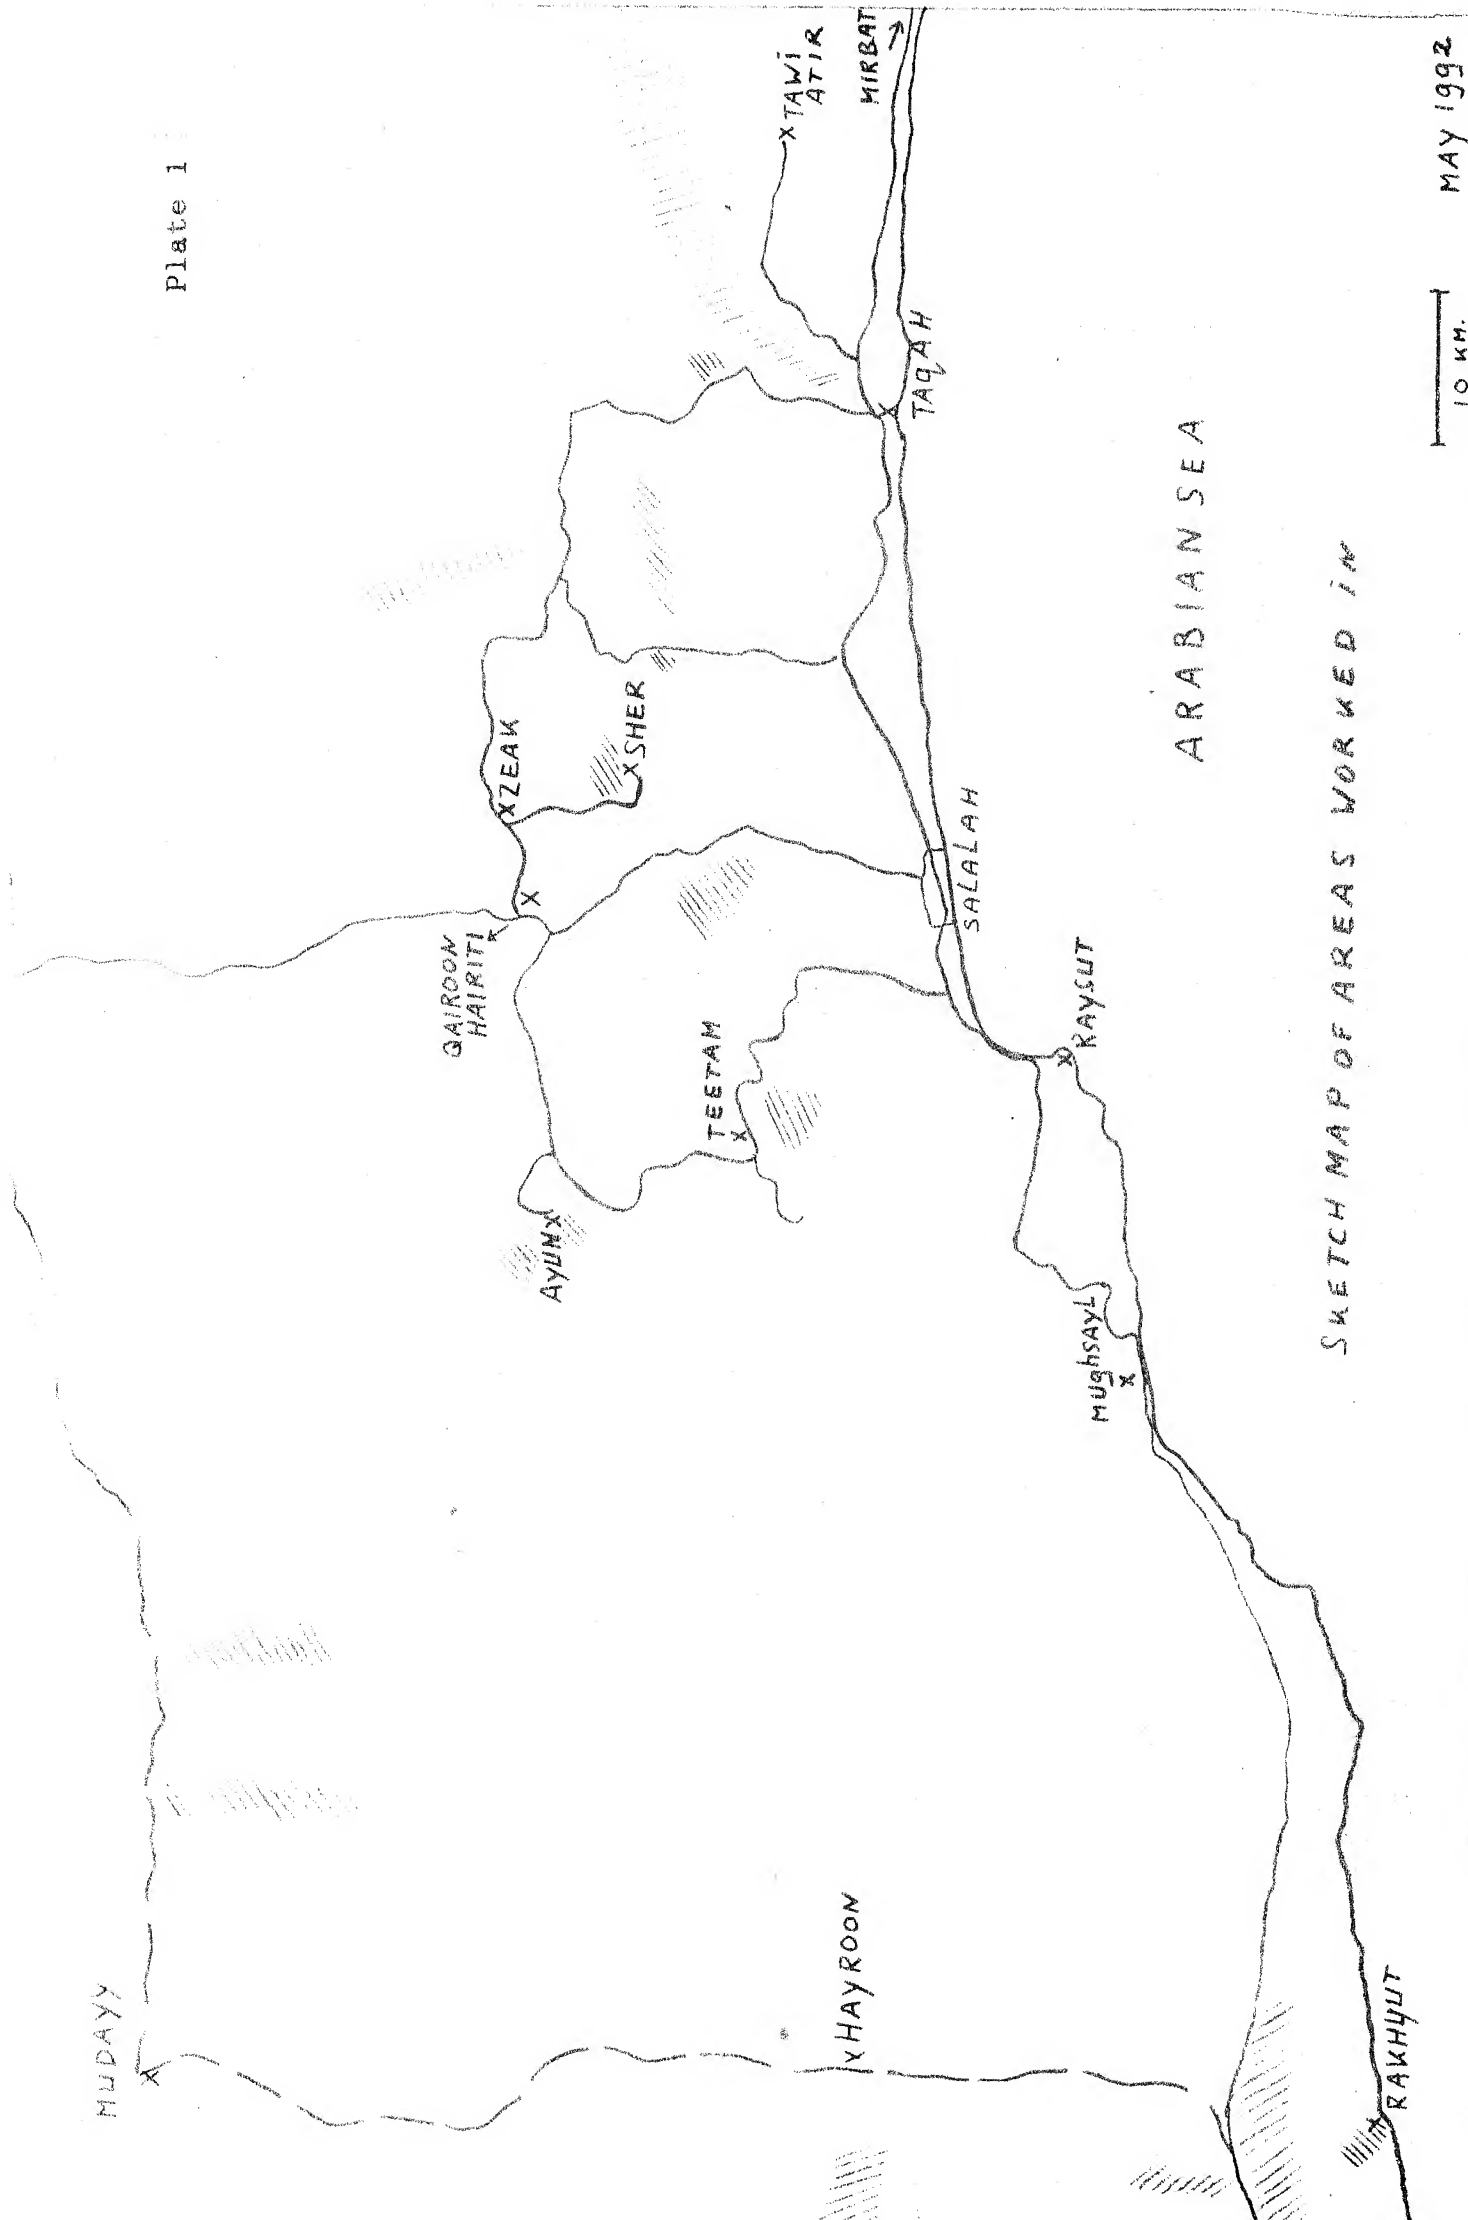 Plate 1
MUDAYY
X
QAIROON
HAIRITI
X
X ZEAK
X SHER
X TAWI
ATIR
MIRBAT
AYUN X
TEETAM
X
TAQAH
X
SALALAH
RAYSUT
X
MUghSAYL
X
X HAYROON
RAKHYUT
X
ARABIAN SEA
SKETCH MAP OF AREAS WORKED iN
10 KM.
MAY 1992